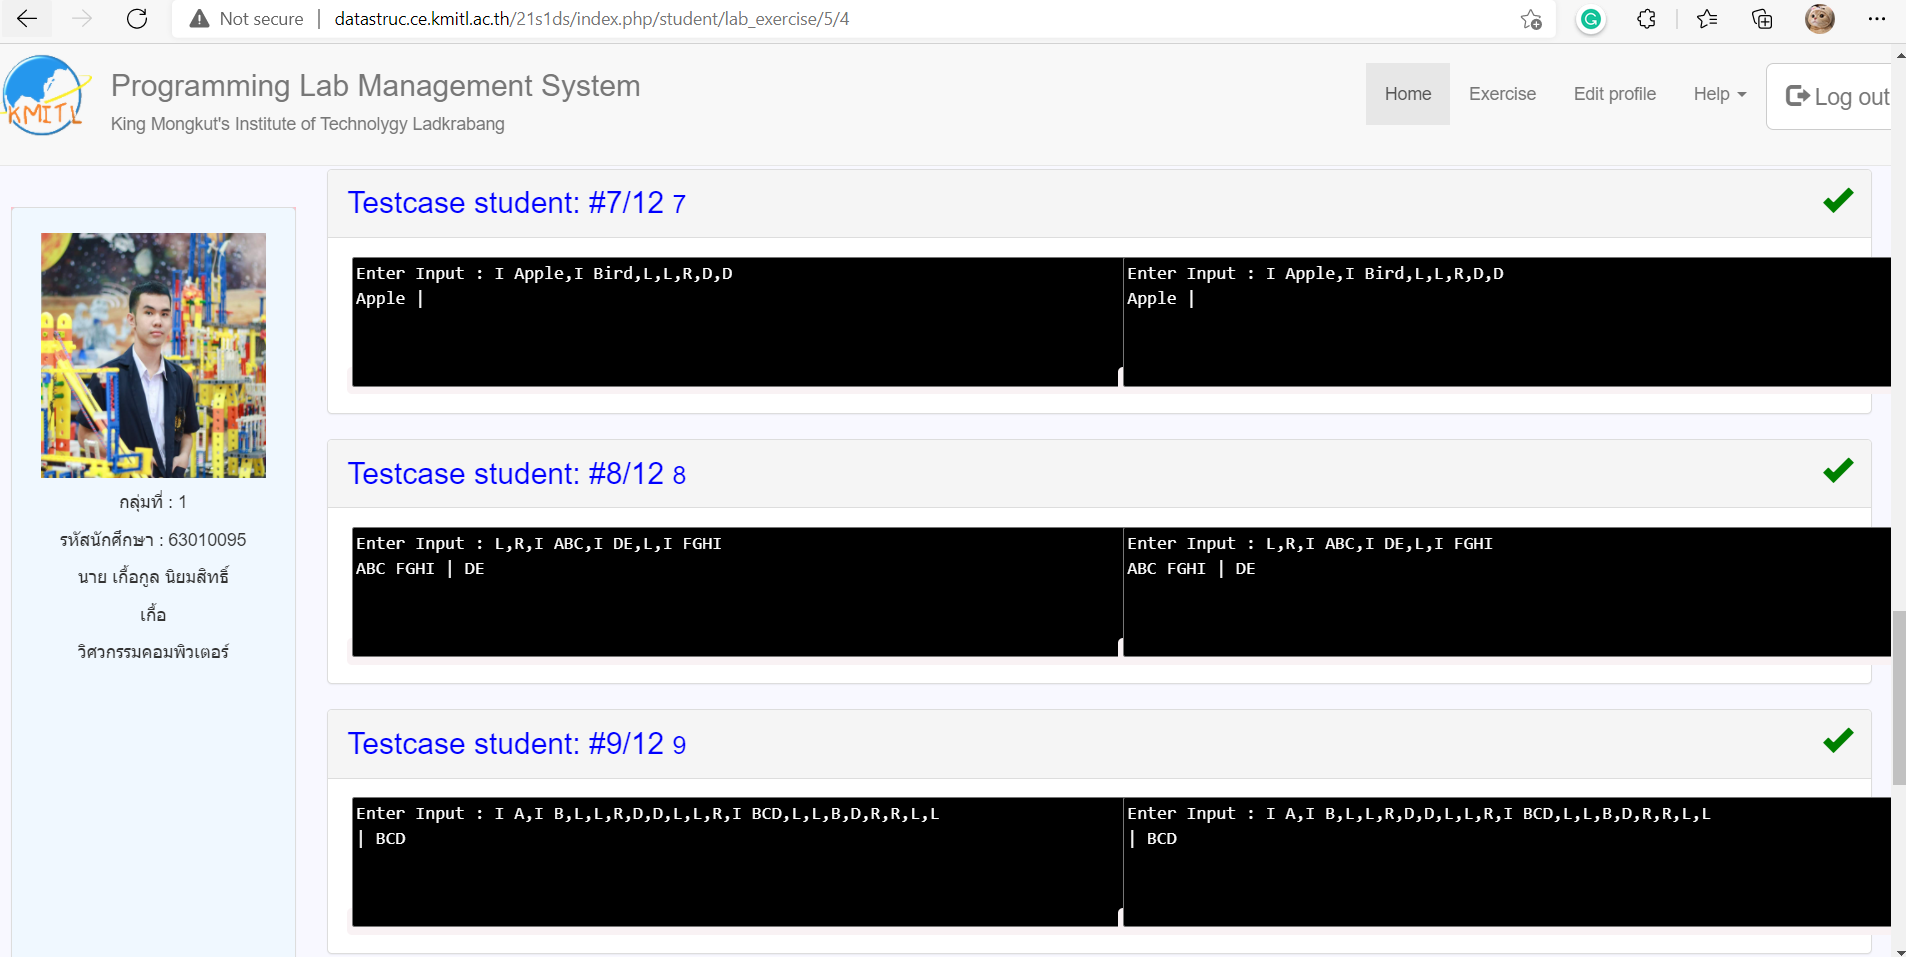 Not secure | datastruc.ce.kmitl.ac.th/21s1ds/index.php/student/lab_exercise/5/4
KMITL
Programming Lab Management System
King Mongkut's Institute of Technolygy Ladkrabang
Home Exercise Edit profile Help Log out
กลุ่มที่ : 1
รหัสนักศึกษา : 63010095
นาย เกื้อกูล นิยมสิทธิ์
เกื้อ
วิศวกรรมคอมพิวเตอร์
Testcase student: #7/12 7
Enter Input : I Apple,I Bird,L,L,R,D,D
Apple |
Enter Input : I Apple,I Bird,L,L,R,D,D
Apple |
Testcase student: #8/12 8
Enter Input : L,R,I ABC,I DE,L,I FGHI
ABC FGHI | DE
Enter Input : L,R,I ABC,I DE,L,I FGHI
ABC FGHI | DE
Testcase student: #9/12 9
Enter Input : I A,I B,L,L,R,D,D,L,L,R,I BCD,L,L,B,D,R,R,L,L
| BCD
Enter Input : I A,I B,L,L,R,D,D,L,L,R,I BCD,L,L,B,D,R,R,L,L
| BCD